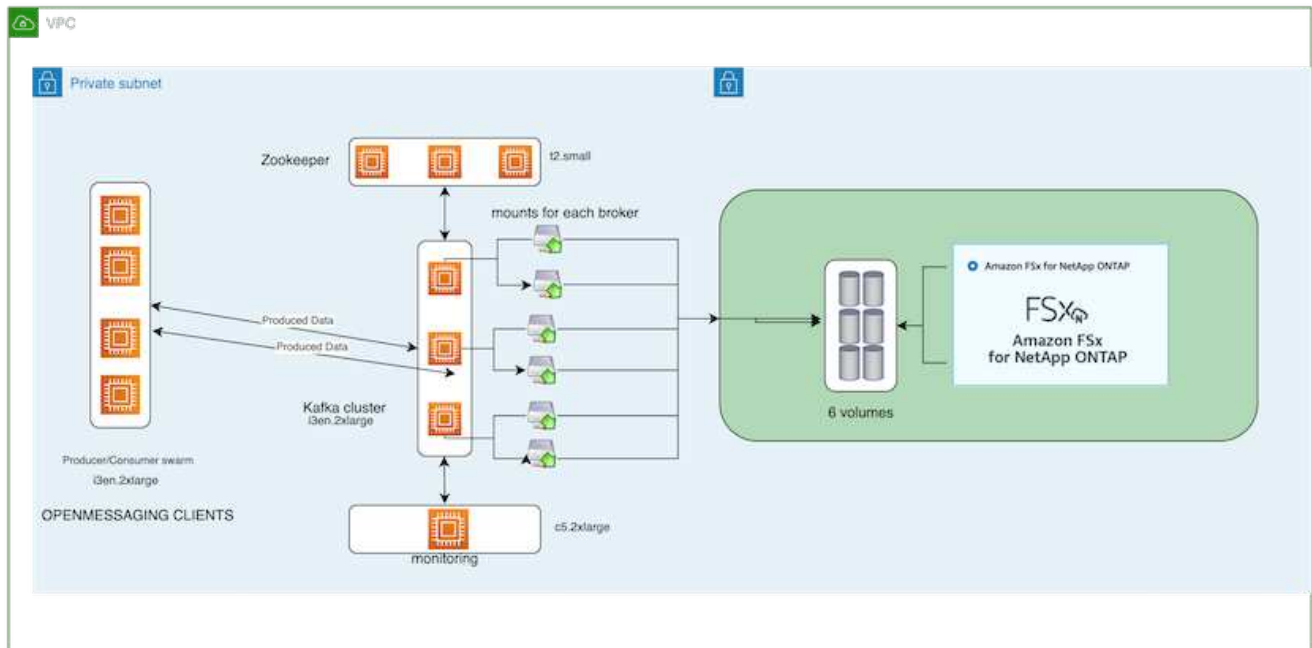 VPC
Private subnet
Zookeeper
t2.small
mounts for each broker
Produced Data
Produced Data
Kafka cluster
i3en.2xlarge
Producer/Consumer swarm
i3en.2xlarge
OPENMESSAGING CLIENTS
c5.2xlarge
monitoring
6 volumes
Amazon FSx for NetApp ONTAP
FSx
Amazon FSx
for NetApp ONTAP